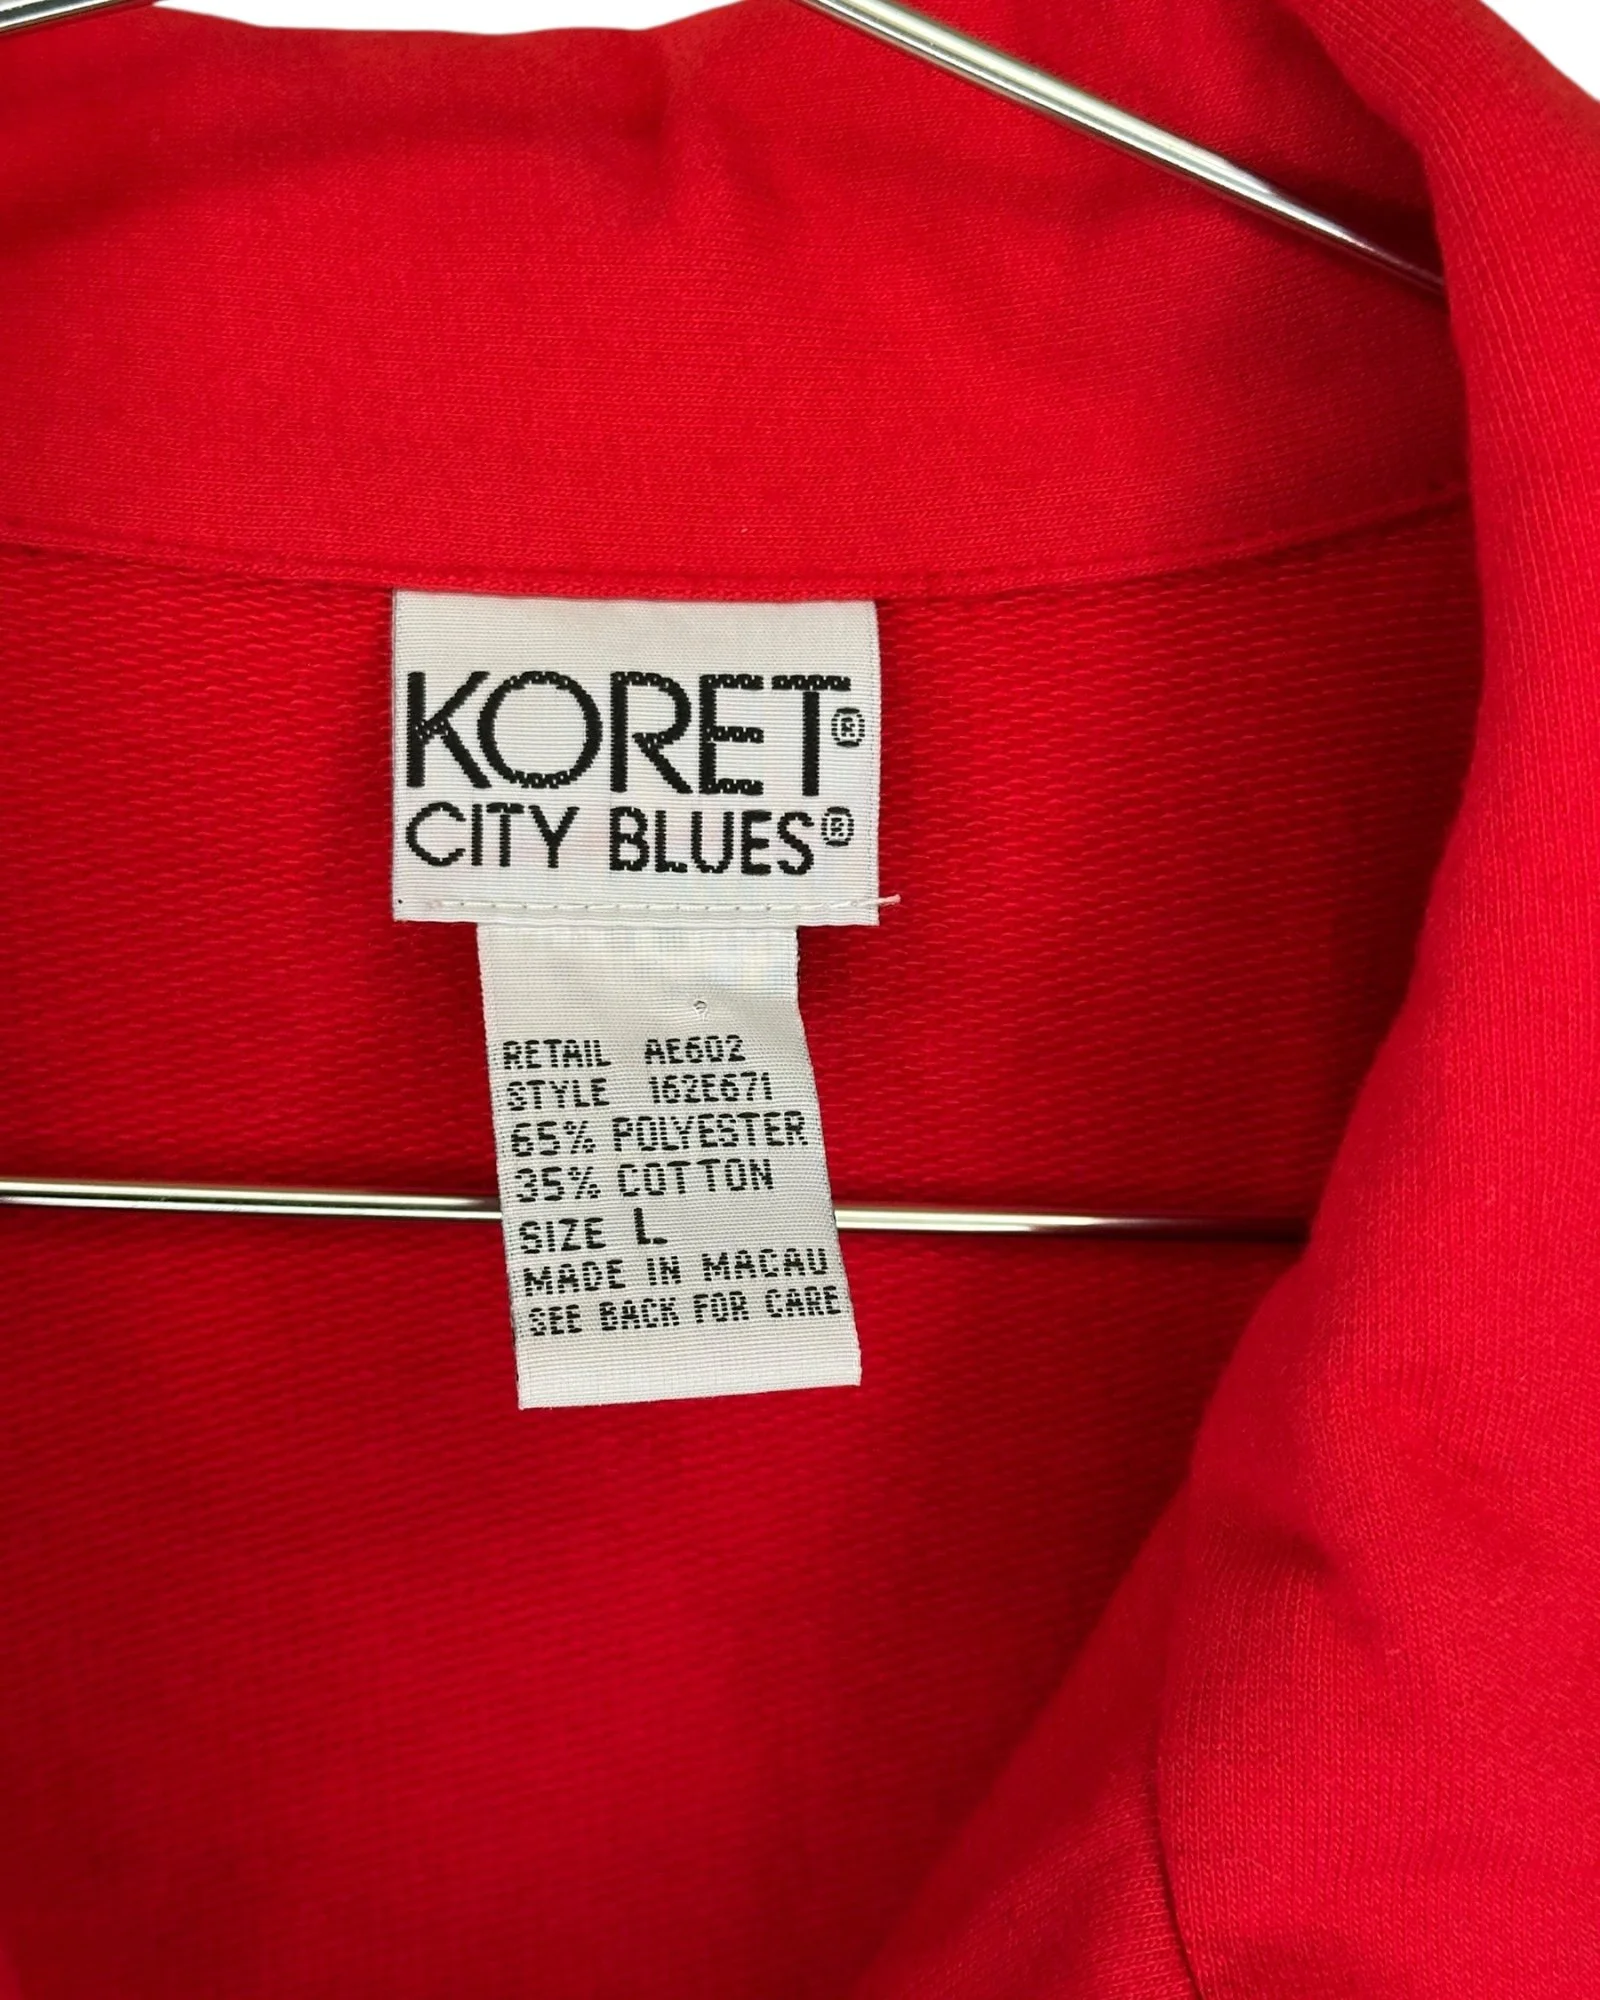 KORET®
CITY BLUES®
RETAIL AE602
STYLE 162E671
65% POLYESTER
35% COTTON
SIZE L
MADE IN MACAU
SEE BACK FOR CARE